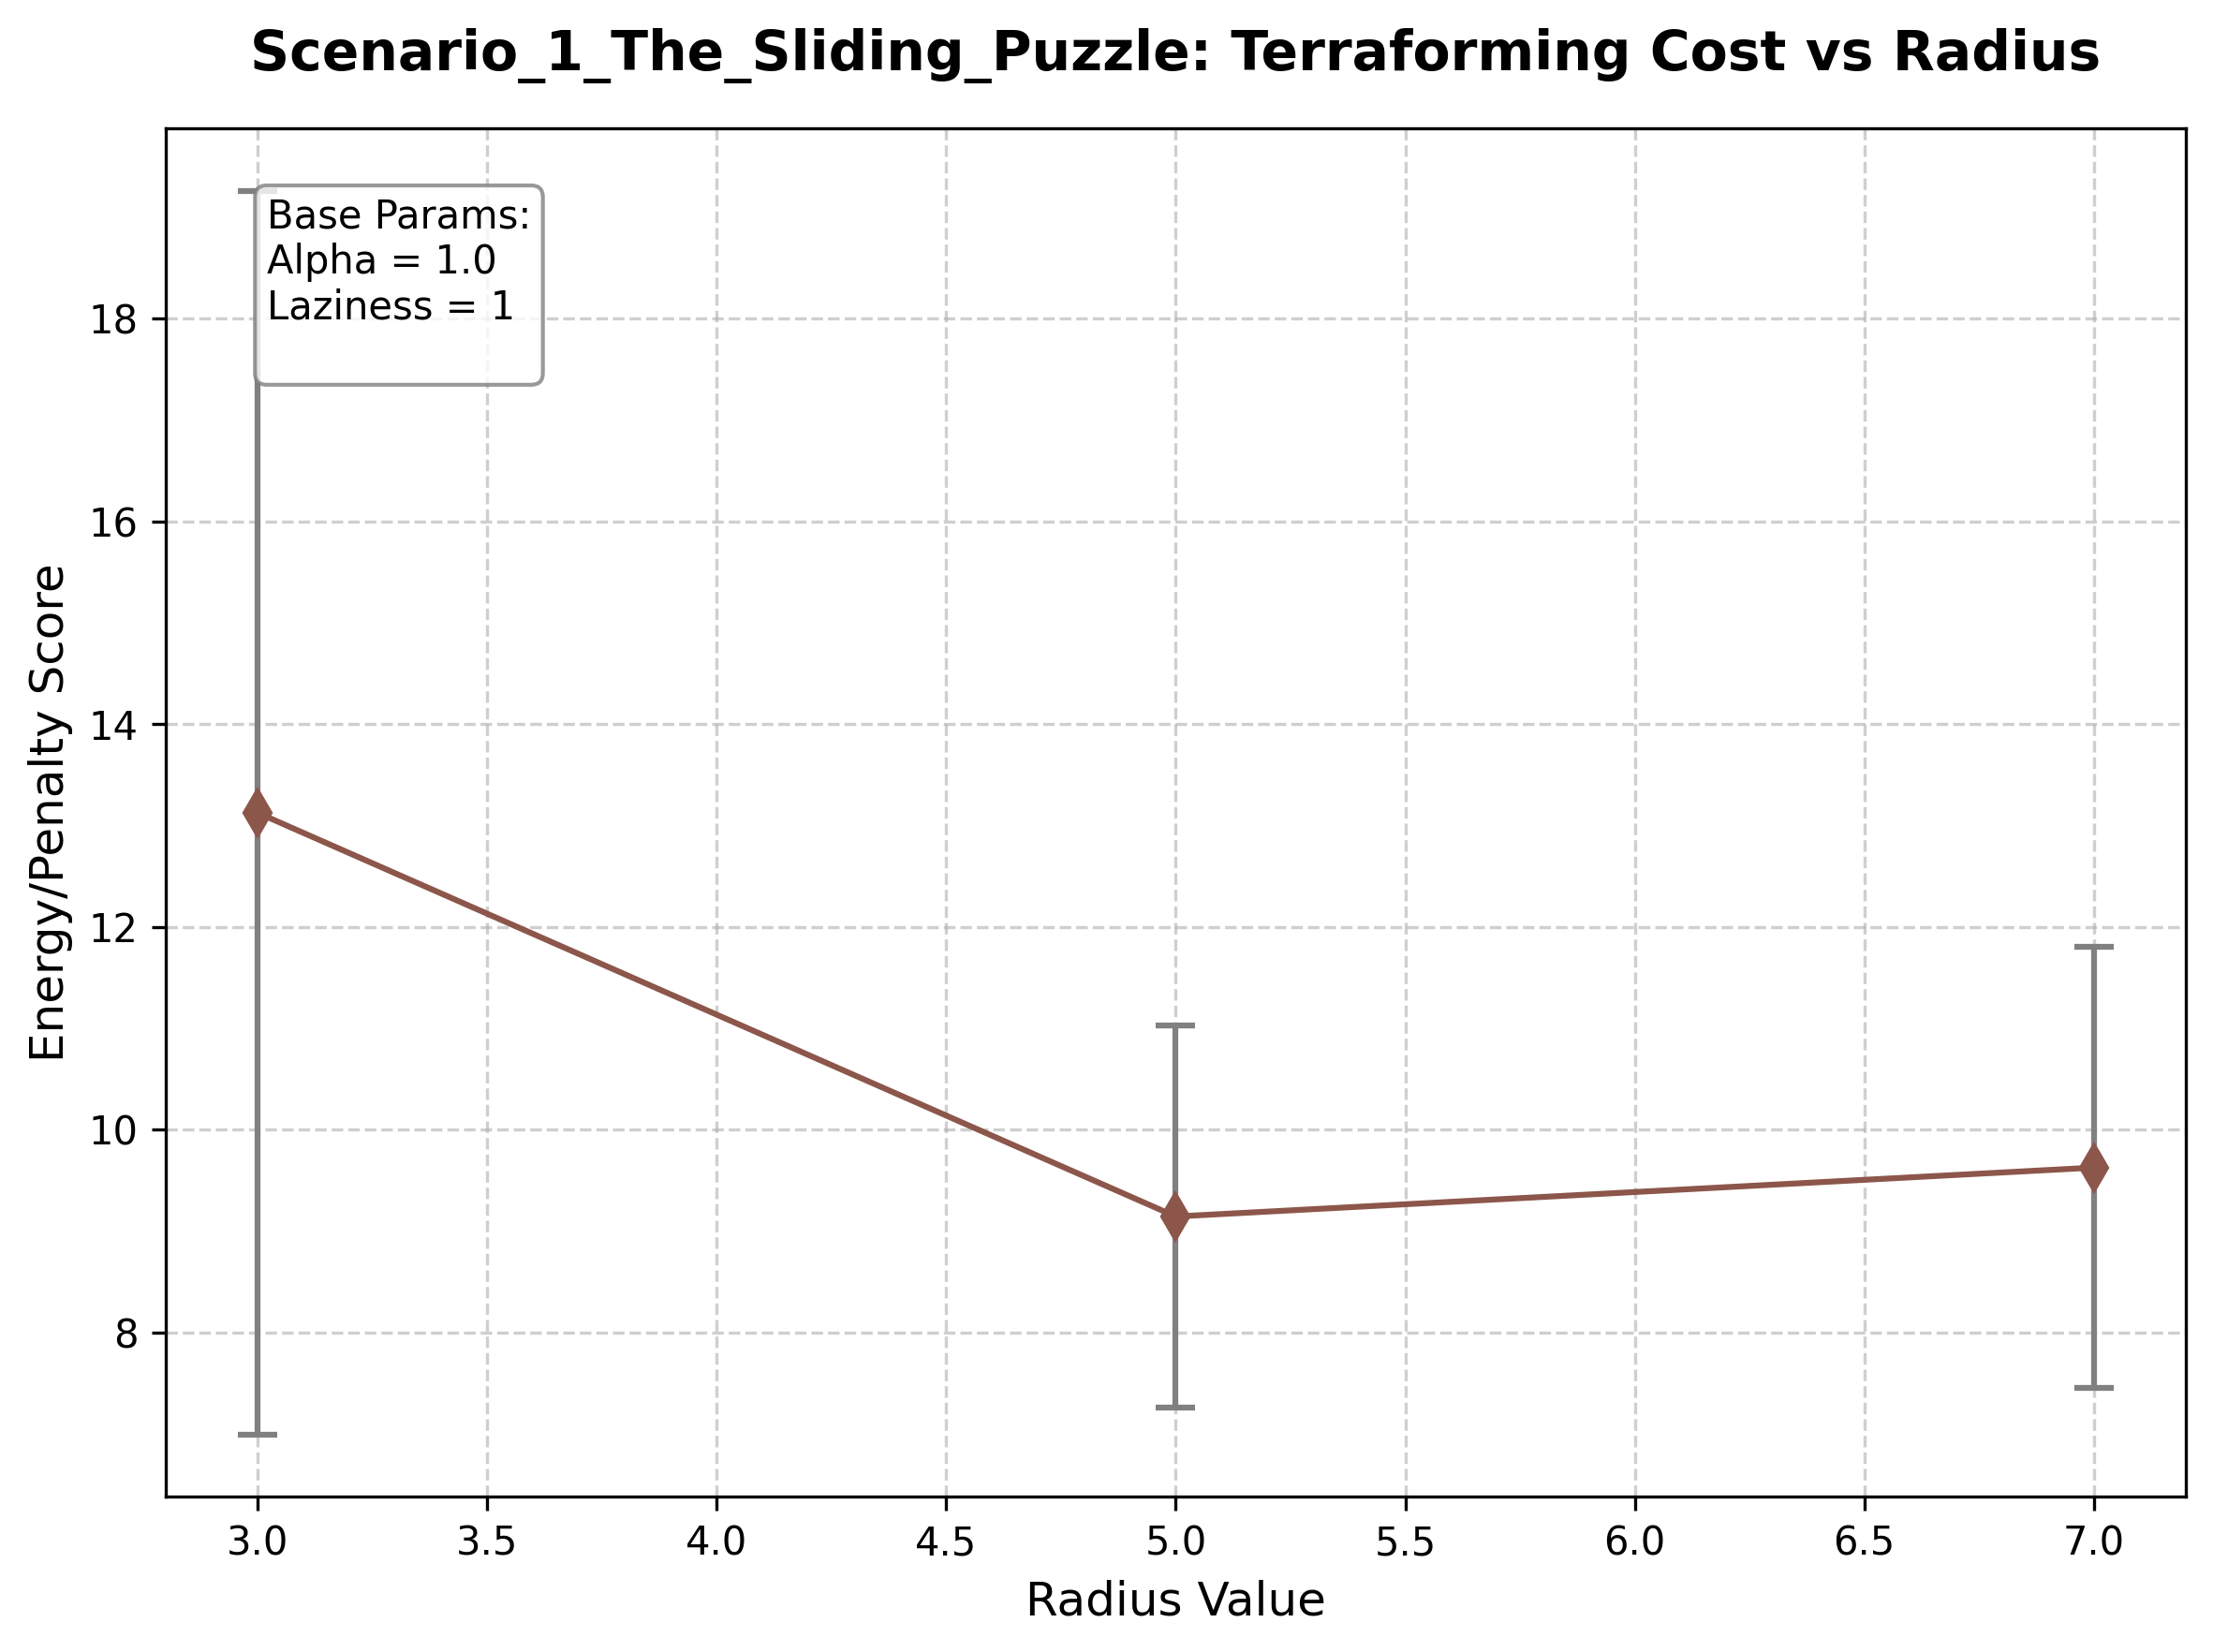 Scenario_1_The_Sliding_Puzzle: Terraforming Cost vs Radius
Base Params:
Alpha = 1.0
Laziness = 1
Energy/Penalty Score
18
16
14
12
10
8
3.0 3.5 4.0 4.5 5.0 5.5 6.0 6.5 7.0
Radius Value